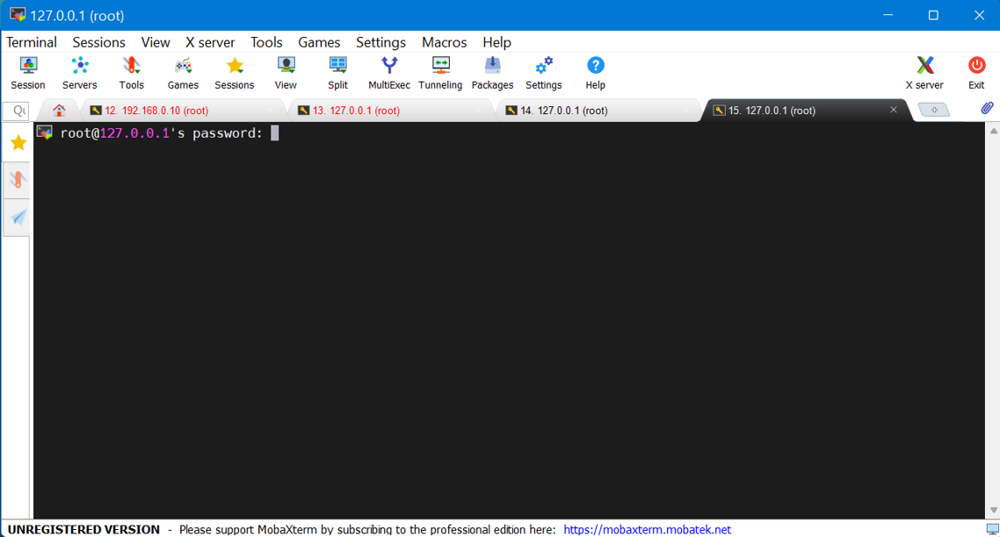 127.0.0.1 (root)
Terminal Sessions View X server Tools Games Settings Macros Help
Session Servers Tools Games Sessions View Split MultiExec Tunneling Packages Settings Help X server Exit
12. 192.168.0.10 (root) 13. 127.0.0.1 (root) 14. 127.0.0.1 (root) 15. 127.0.0.1 (root)
root@127.0.0.1's password:
UNREGISTERED VERSION - Please support MobaXterm by subscribing to the professional edition here: https://mobaxterm.mobatek.net